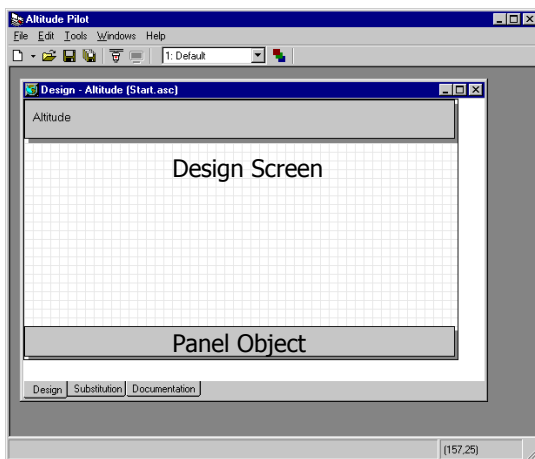 Altitude Pilot
File Edit Tools Windows Help
1: Default
Design - Altitude (Start.asc)
Altitude
Design Screen
Panel Object
Design Substitution Documentation
(157,25)